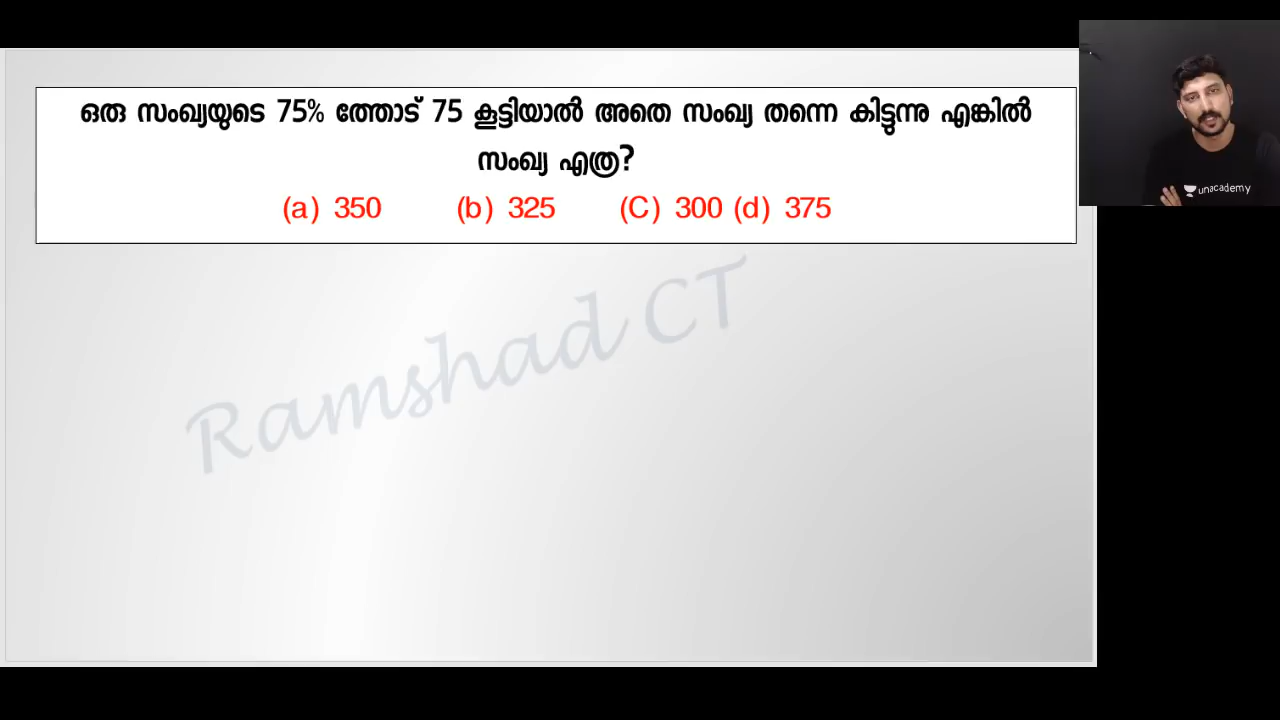 ഒരു സംഖ്യയുടെ 75% ത്തോട് 75 കൂട്ടിയാൽ അതെ സംഖ്യ തന്നെ കിട്ടുന്നു എങ്കിൽ
സംഖ്യ എത്ര?
(a) 350 (b) 325 (C) 300 (d) 375
unacademy
Ramshad CT